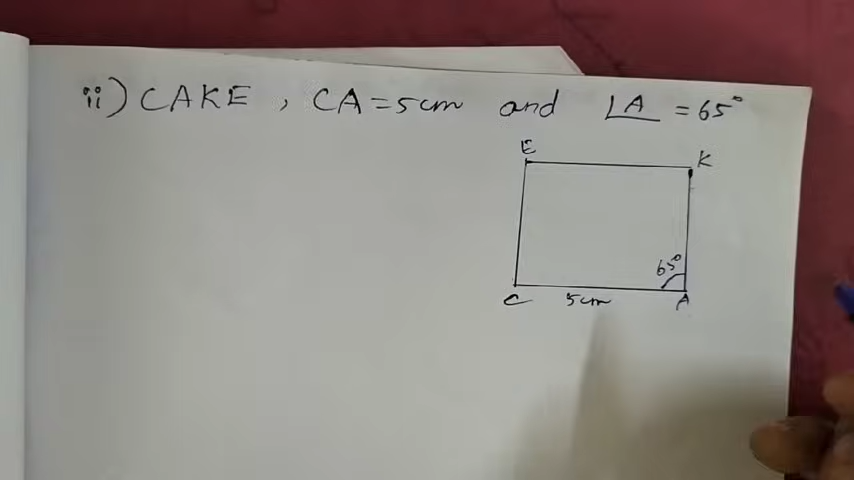 ii) CAKE , CA = 5cm and ∠A = 65°
E
K
65°
C 5cm A